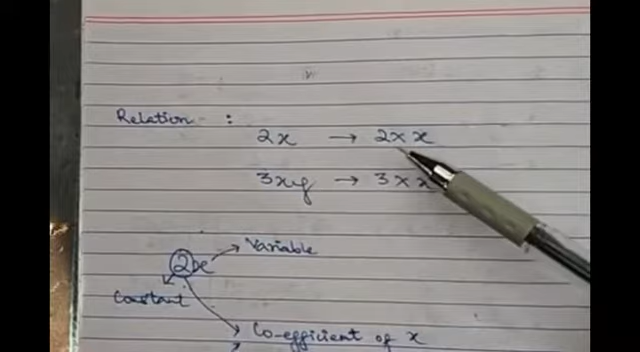 Relation :
2x → 2 × x
3xy → 3 × x
2x → Variable
Constant
Co-efficient of x